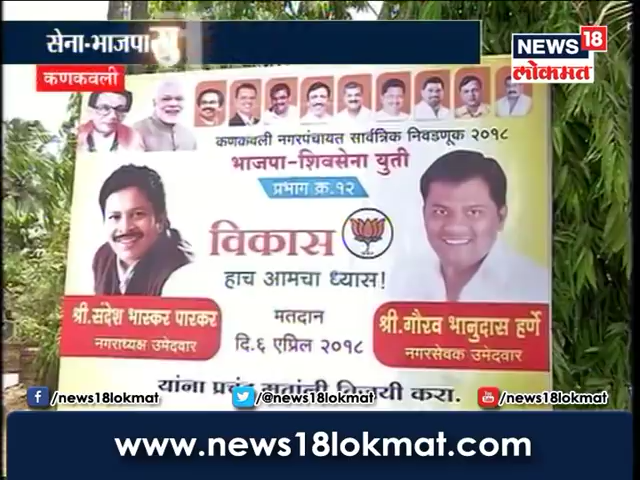 सेना-भाजपा
NEWS 18
लोकमत
कणकवली
कणकवली नगरपंचायत सार्वत्रिक निवडणूक २०१८
भाजपा-शिवसेना युती
प्रभाग क्र.१२
विकास
हाच आमचा ध्यास!
श्री.संदेश भास्कर पारकर
नगराध्यक्ष उमेदवार
मतदान
दि.६ एप्रिल २०१८
श्री.गौरव भानुदास हर्णे
नगरसेवक उमेदवार
यांना प्रचंड मतांनी विजयी करा.
/news18lokmat
/@news18lokmat
/news18lokmat
www.news18lokmat.com